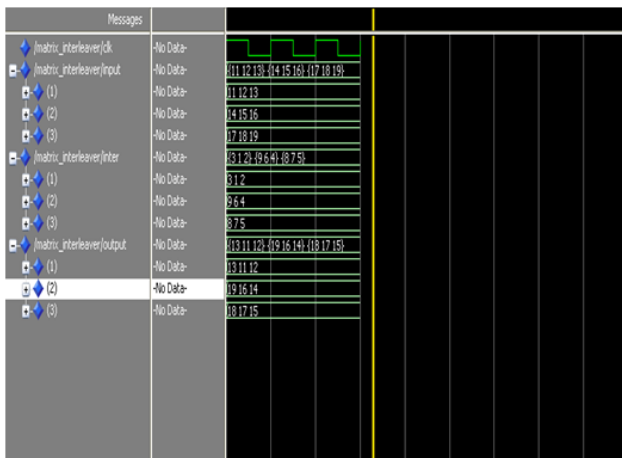 Messages
/matrix_interleaver/clk -No Data-
/matrix_interleaver/input -No Data- {11 12 13} {14 15 16} {17 18 19}
(1) -No Data- 11 12 13
(2) -No Data- 14 15 16
(3) -No Data- 17 18 19
/matrix_interleaver/inter -No Data- {3 1 2} {9 6 4} {8 7 5}
(1) -No Data- 3 1 2
(2) -No Data- 9 6 4
(3) -No Data- 8 7 5
/matrix_interleaver/output -No Data- {13 11 12} {19 16 14} {18 17 15}
(1) -No Data- 13 11 12
(2) -No Data- 19 16 14
(3) -No Data- 18 17 15